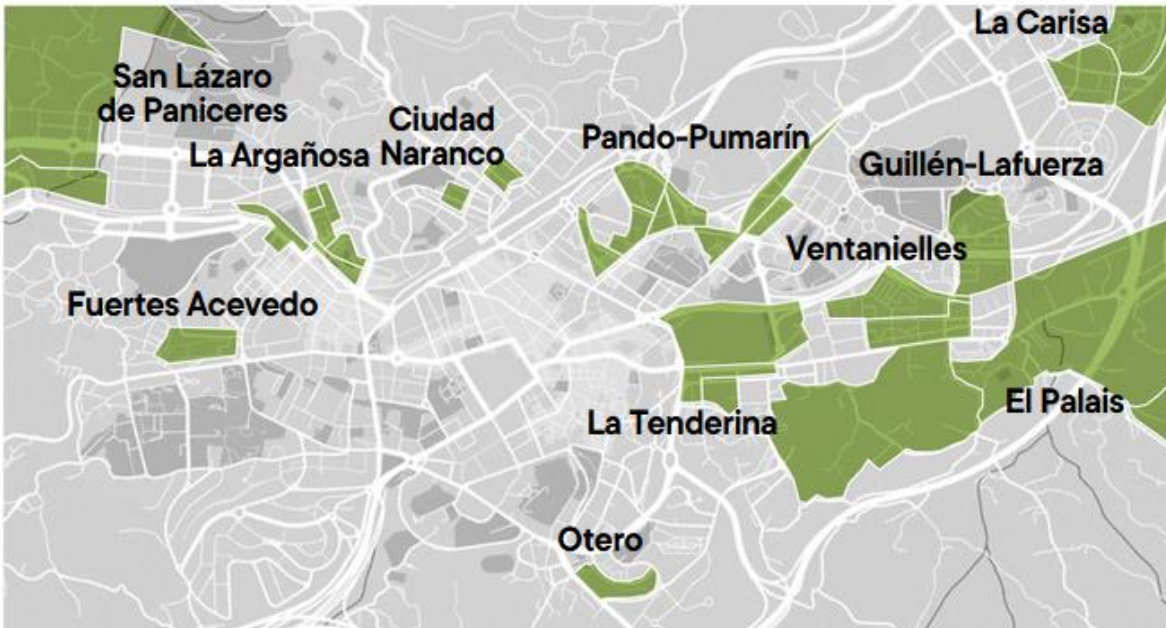 La Carisa
San Lázaro
de Paniceres
Ciudad
Naranco
La Argañosa
Pando-Pumarín
Guillén-Lafuerza
Ventanielles
Fuertes Acevedo
La Tenderina
El Palais
Otero